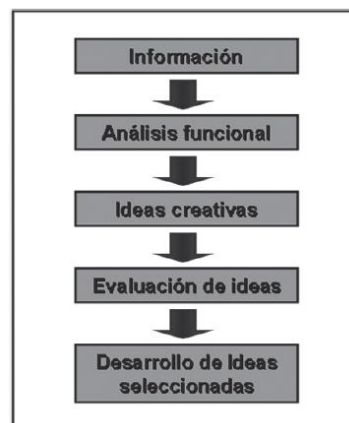 Información
Análisis funcional
Ideas creativas
Evaluación de ideas
Desarrollo de Ideas
seleccionadas